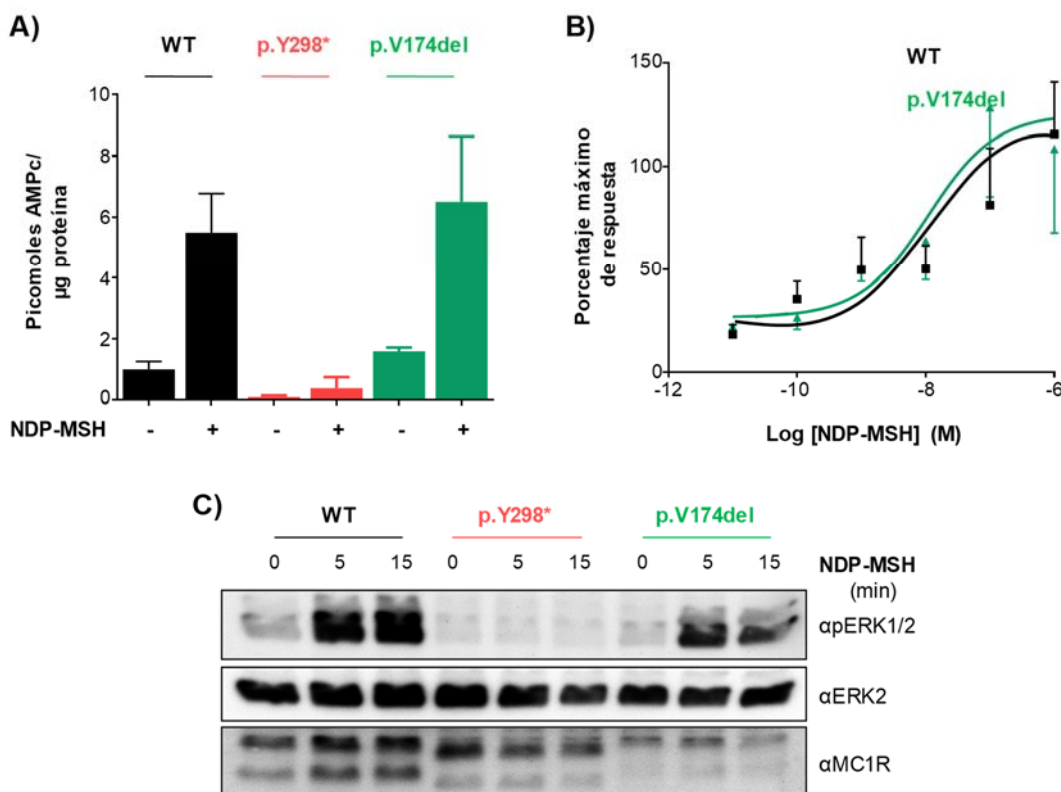 A)
WT p.Y298* p.V174del
Picomoles AMPc/
µg proteína
10
8
6
4
2
0
NDP-MSH - + - + - +
B)
WT
p.V174del
Porcentaje máximo
de respuesta
150
100
50
0
-12 -10 -8 -6
Log [NDP-MSH] (M)
C)
WT p.Y298* p.V174del
0 5 15 0 5 15 0 5 15 NDP-MSH
(min)
αpERK1/2
αERK2
αMC1R